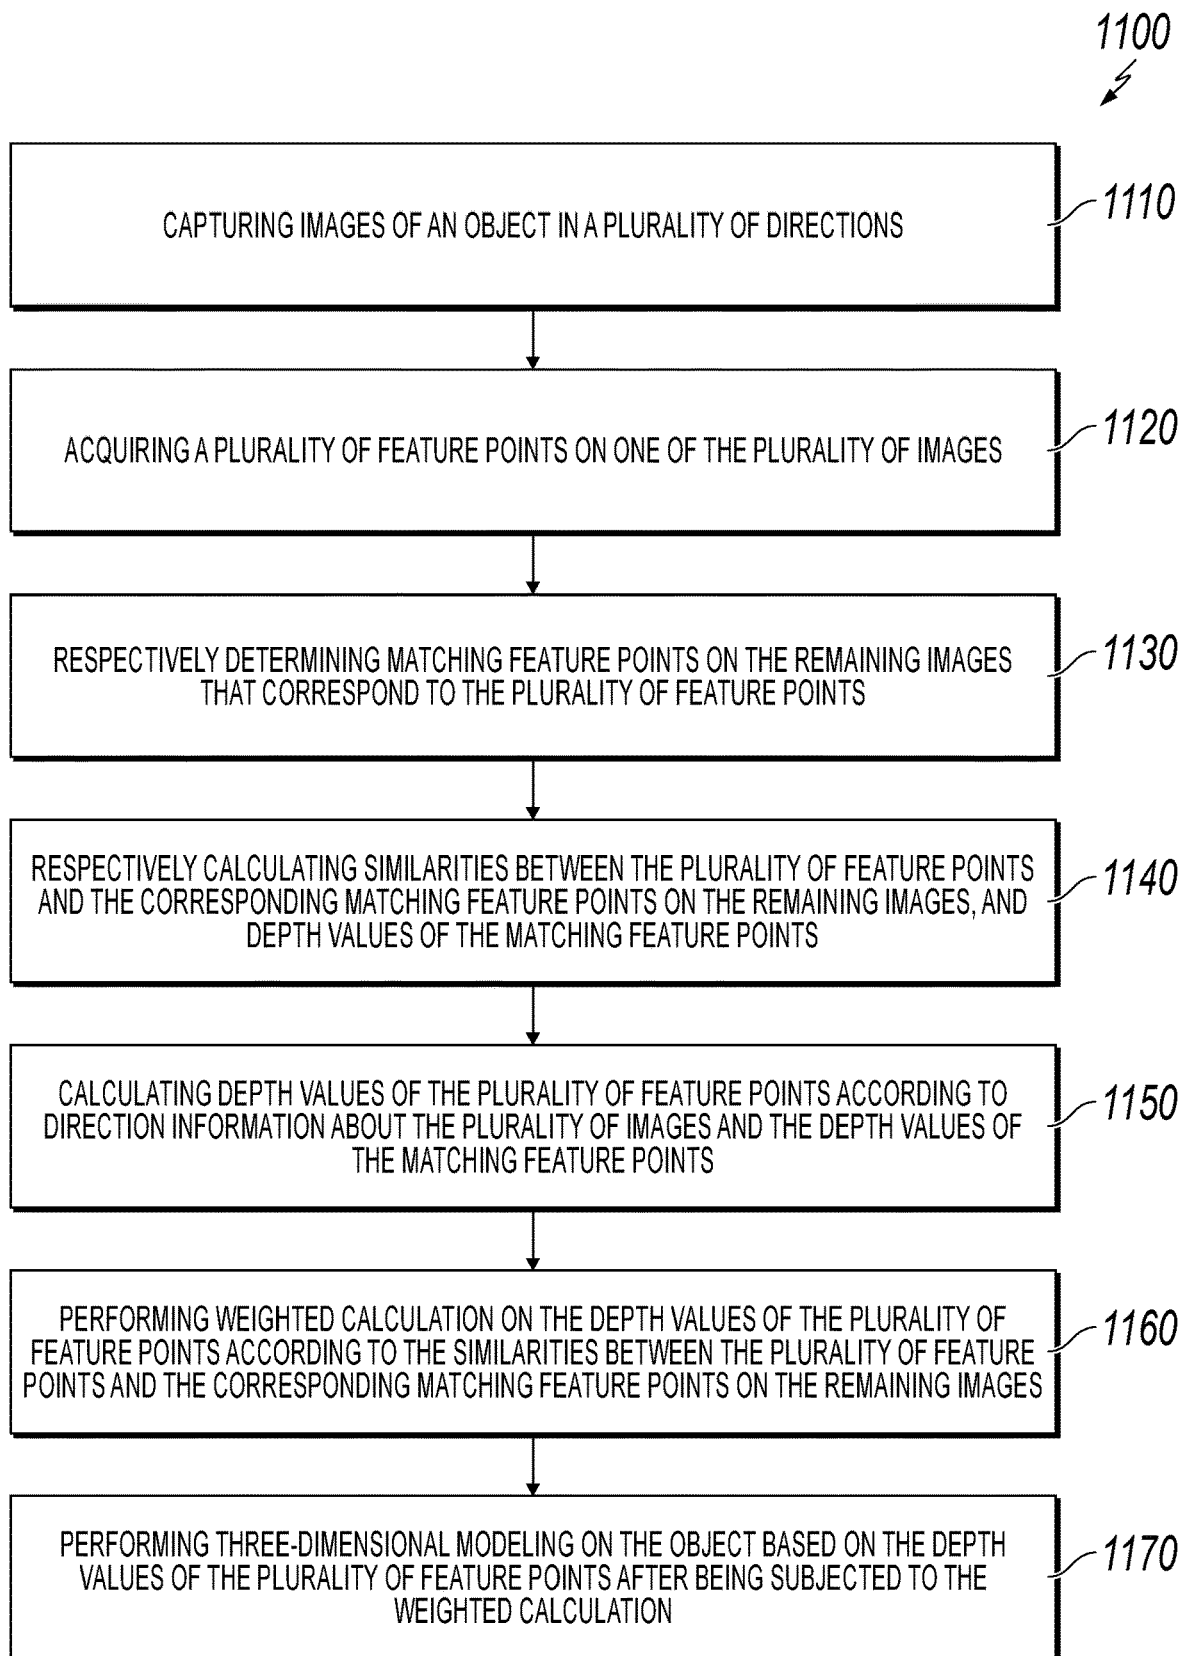 1100
CAPTURING IMAGES OF AN OBJECT IN A PLURALITY OF DIRECTIONS
1110
ACQUIRING A PLURALITY OF FEATURE POINTS ON ONE OF THE PLURALITY OF IMAGES
1120
RESPECTIVELY DETERMINING MATCHING FEATURE POINTS ON THE REMAINING IMAGES
THAT CORRESPOND TO THE PLURALITY OF FEATURE POINTS
1130
RESPECTIVELY CALCULATING SIMILARITIES BETWEEN THE PLURALITY OF FEATURE POINTS
AND THE CORRESPONDING MATCHING FEATURE POINTS ON THE REMAINING IMAGES, AND
DEPTH VALUES OF THE MATCHING FEATURE POINTS
1140
CALCULATING DEPTH VALUES OF THE PLURALITY OF FEATURE POINTS ACCORDING TO
DIRECTION INFORMATION ABOUT THE PLURALITY OF IMAGES AND THE DEPTH VALUES OF
THE MATCHING FEATURE POINTS
1150
PERFORMING WEIGHTED CALCULATION ON THE DEPTH VALUES OF THE PLURALITY OF
FEATURE POINTS ACCORDING TO THE SIMILARITIES BETWEEN THE PLURALITY OF FEATURE
POINTS AND THE CORRESPONDING MATCHING FEATURE POINTS ON THE REMAINING IMAGES
1160
PERFORMING THREE-DIMENSIONAL MODELING ON THE OBJECT BASED ON THE DEPTH
VALUES OF THE PLURALITY OF FEATURE POINTS AFTER BEING SUBJECTED TO THE
WEIGHTED CALCULATION
1170